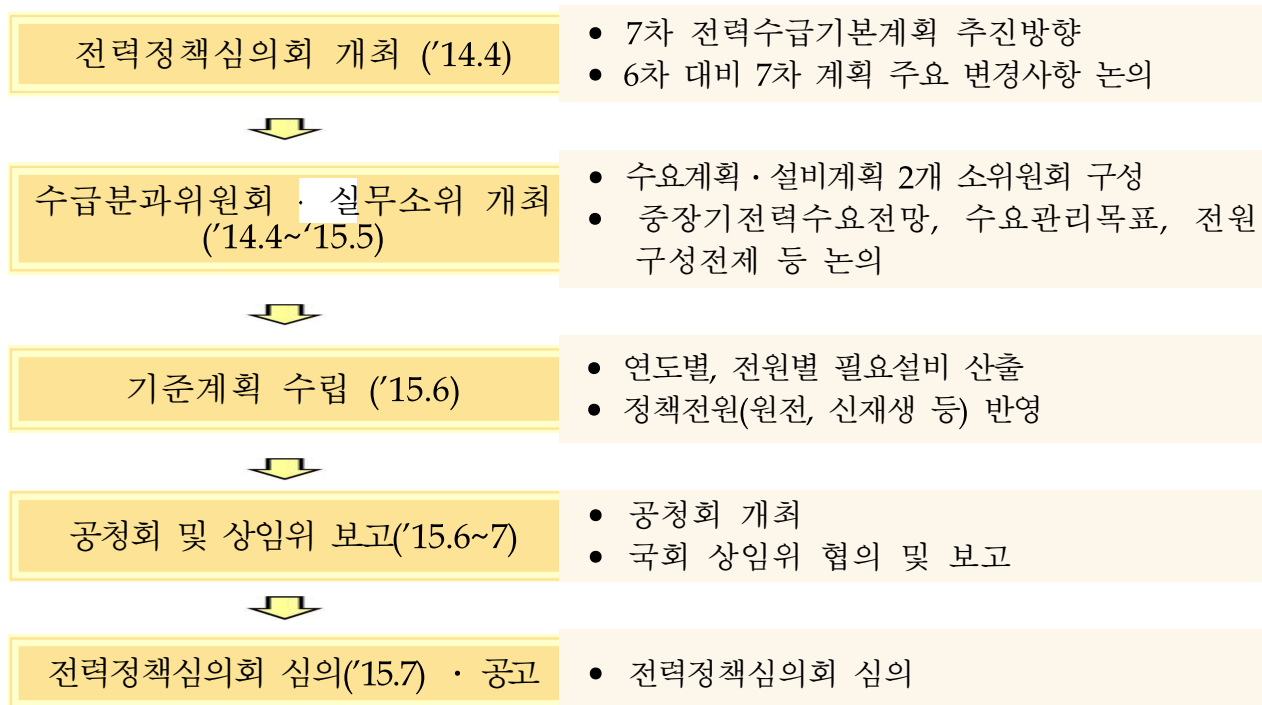 전력정책심의회 개최 (′14.4)
• 7차 전력수급기본계획 추진방향
• 6차 대비 7차 계획 주요 변경사항 논의
수급분과위원회 · 실무소위 개최
(′14.4~‘15.5)
• 수요계획 · 설비계획 2개 소위원회 구성
• 중장기전력수요전망, 수요관리목표, 전원
구성전제 등 논의
기준계획 수립 (′15.6)
• 연도별, 전원별 필요설비 산출
• 정책전원(원전, 신재생 등) 반영
공청회 및 상임위 보고(′15.6~7)
• 공청회 개최
• 국회 상임위 협의 및 보고
전력정책심의회 심의(′15.7) · 공고
• 전력정책심의회 심의